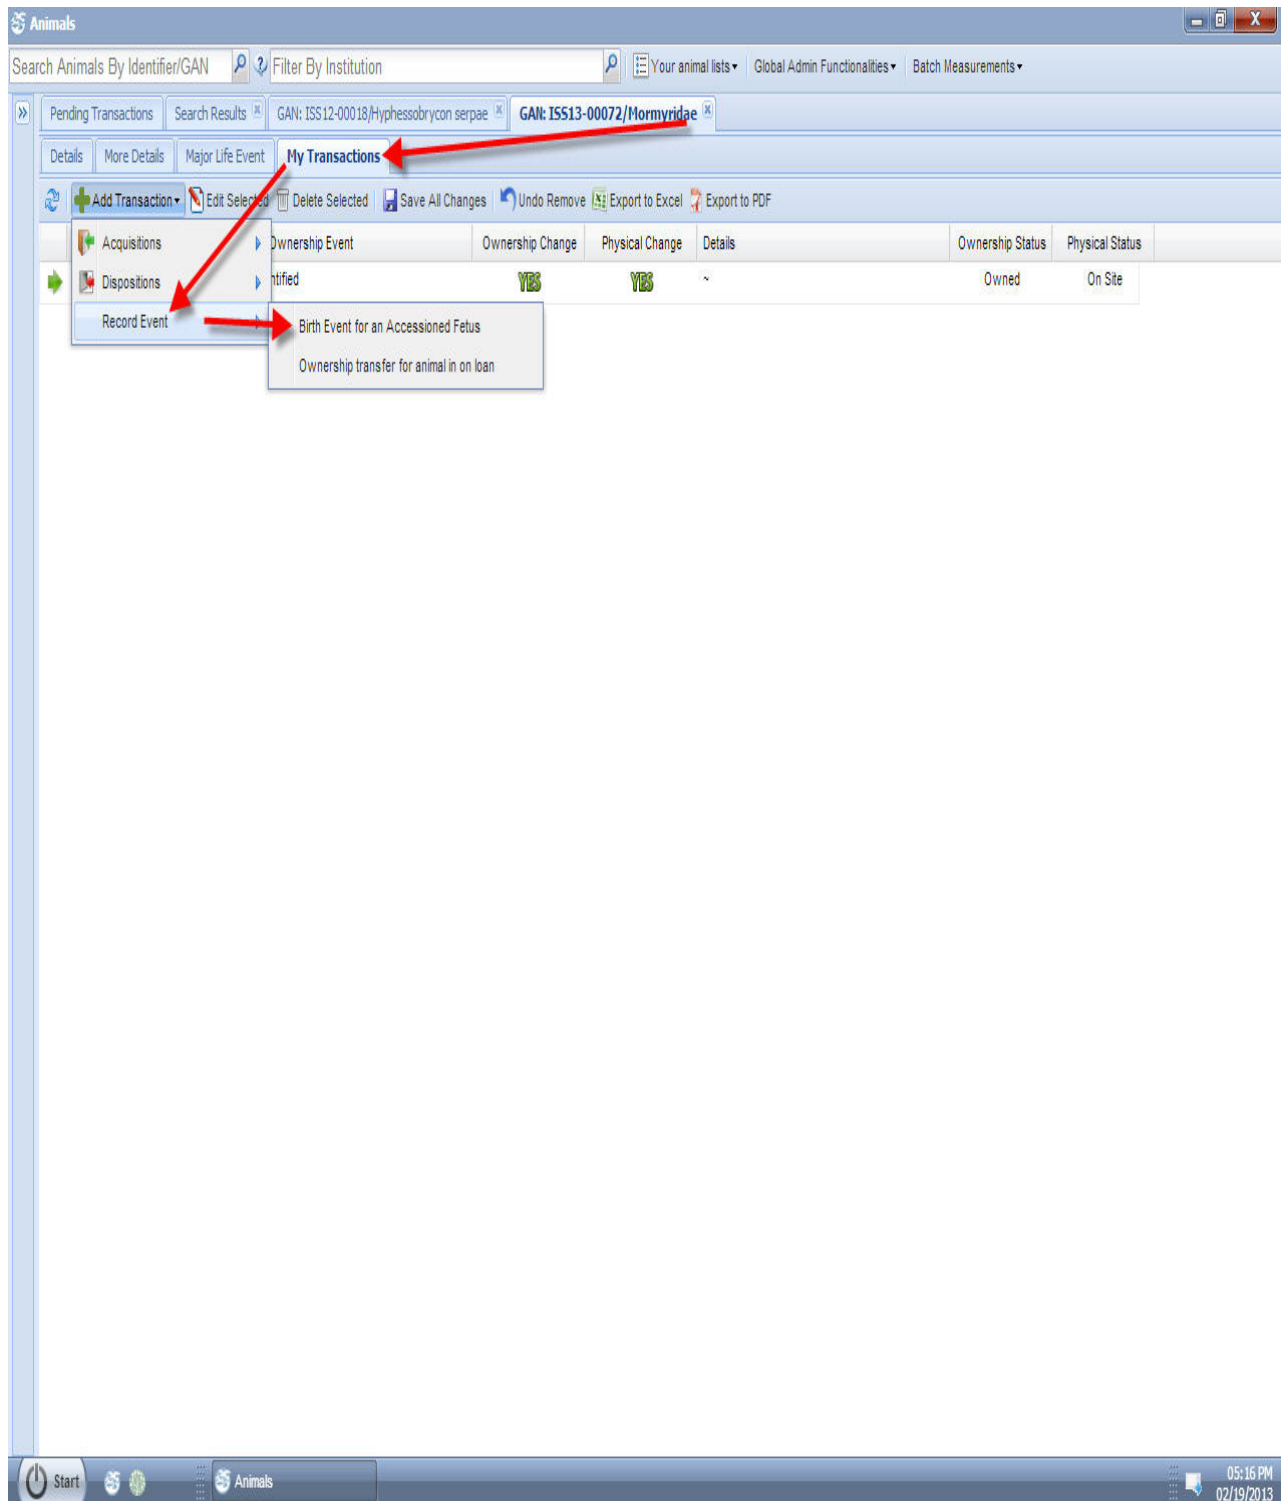 Animals
X
Search Animals By Identifier/GAN Filter By Institution Your animal lists Global Admin Functionalities Batch Measurements
Pending Transactions Search Results GAN: ISS12-00018/Hyphessobrycon serpae GAN: ISS13-00072/Mormyridae
Details More Details Major Life Event My Transactions
Add Transaction Edit Selected Delete Selected Save All Changes Undo Remove Export to Excel Export to PDF
Acquisitions Ownership Event Ownership Change Physical Change Details Ownership Status Physical Status
Dispositions ntified YES YES ~ Owned On Site
Record Event
Birth Event for an Accessioned Fetus
Ownership transfer for animal in on loan
Start Animals 05:16 PM
02/19/2013